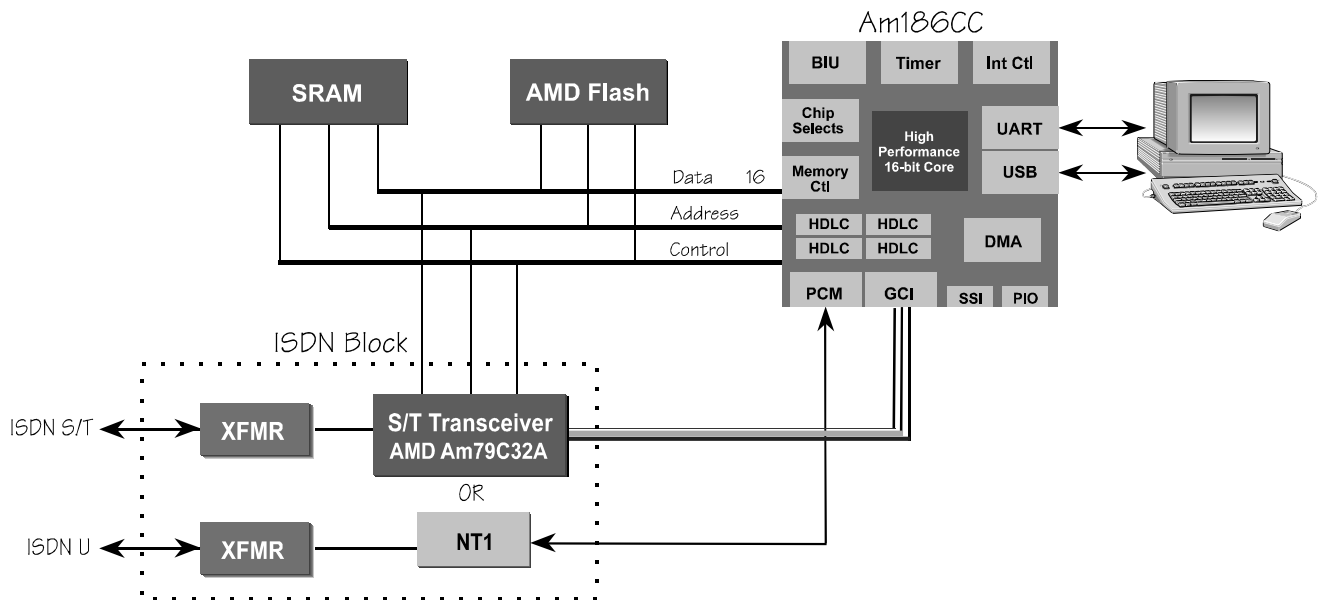 Am186CC
BIU
Timer
Int Ctl
SRAM
AMD Flash
Chip
Selects
High
Performance
16-bit Core
UART
Memory
Ctl
USB
Data 16
Address
Control
HDLC HDLC
HDLC HDLC
DMA
PCM
GCI
SSI
PIO
ISDN Block
ISDN S/T
XFMR
S/T Transceiver
AMD Am79C32A
OR
ISDN U
XFMR
NT1